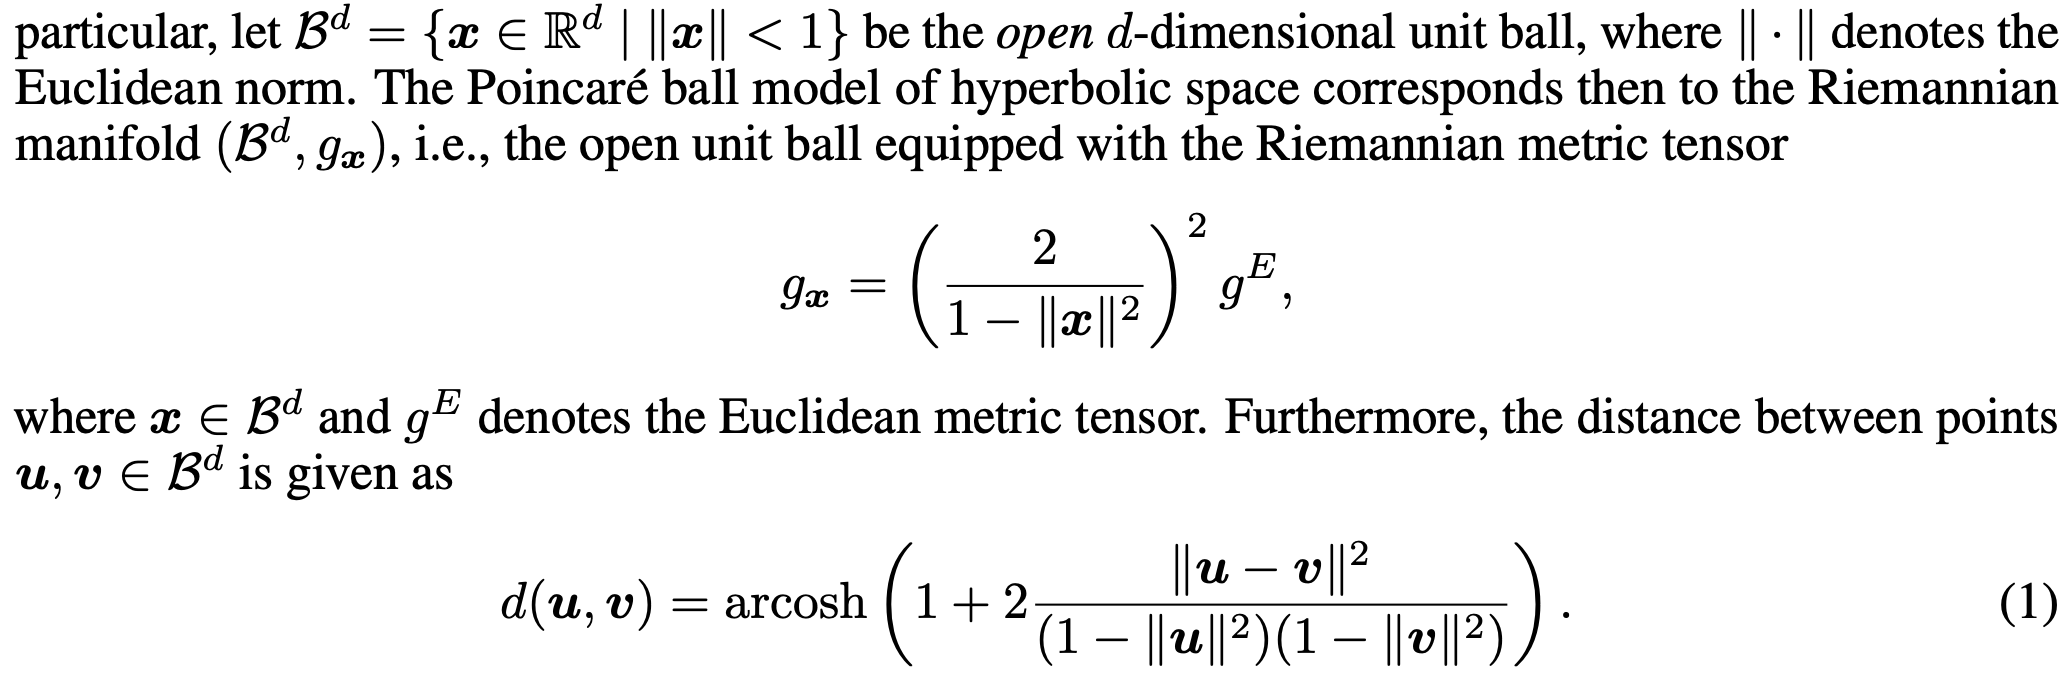 particular, let $\mathcal{B}^d = \{\boldsymbol{x} \in \mathbb{R}^d \mid \|\boldsymbol{x}\| < 1\}$ be the open d-dimensional unit ball, where $\|\cdot\|$ denotes the
Euclidean norm. The Poincaré ball model of hyperbolic space corresponds then to the Riemannian
manifold $(\mathcal{B}^d, g_{\boldsymbol{x}})$, i.e., the open unit ball equipped with the Riemannian metric tensor
$g_{\boldsymbol{x}} = \left( \frac{2}{1 - \|\boldsymbol{x}\|^2} \right)^2 g^E,$
where $\boldsymbol{x} \in \mathcal{B}^d$ and $g^E$ denotes the Euclidean metric tensor. Furthermore, the distance between points
$\boldsymbol{u}, \boldsymbol{v} \in \mathcal{B}^d$ is given as
$d(\boldsymbol{u}, \boldsymbol{v}) = \operatorname{arcosh} \left( 1 + 2 \frac{\|\boldsymbol{u} - \boldsymbol{v}\|^2}{(1 - \|\boldsymbol{u}\|^2)(1 - \|\boldsymbol{v}\|^2)} \right).$ (1)